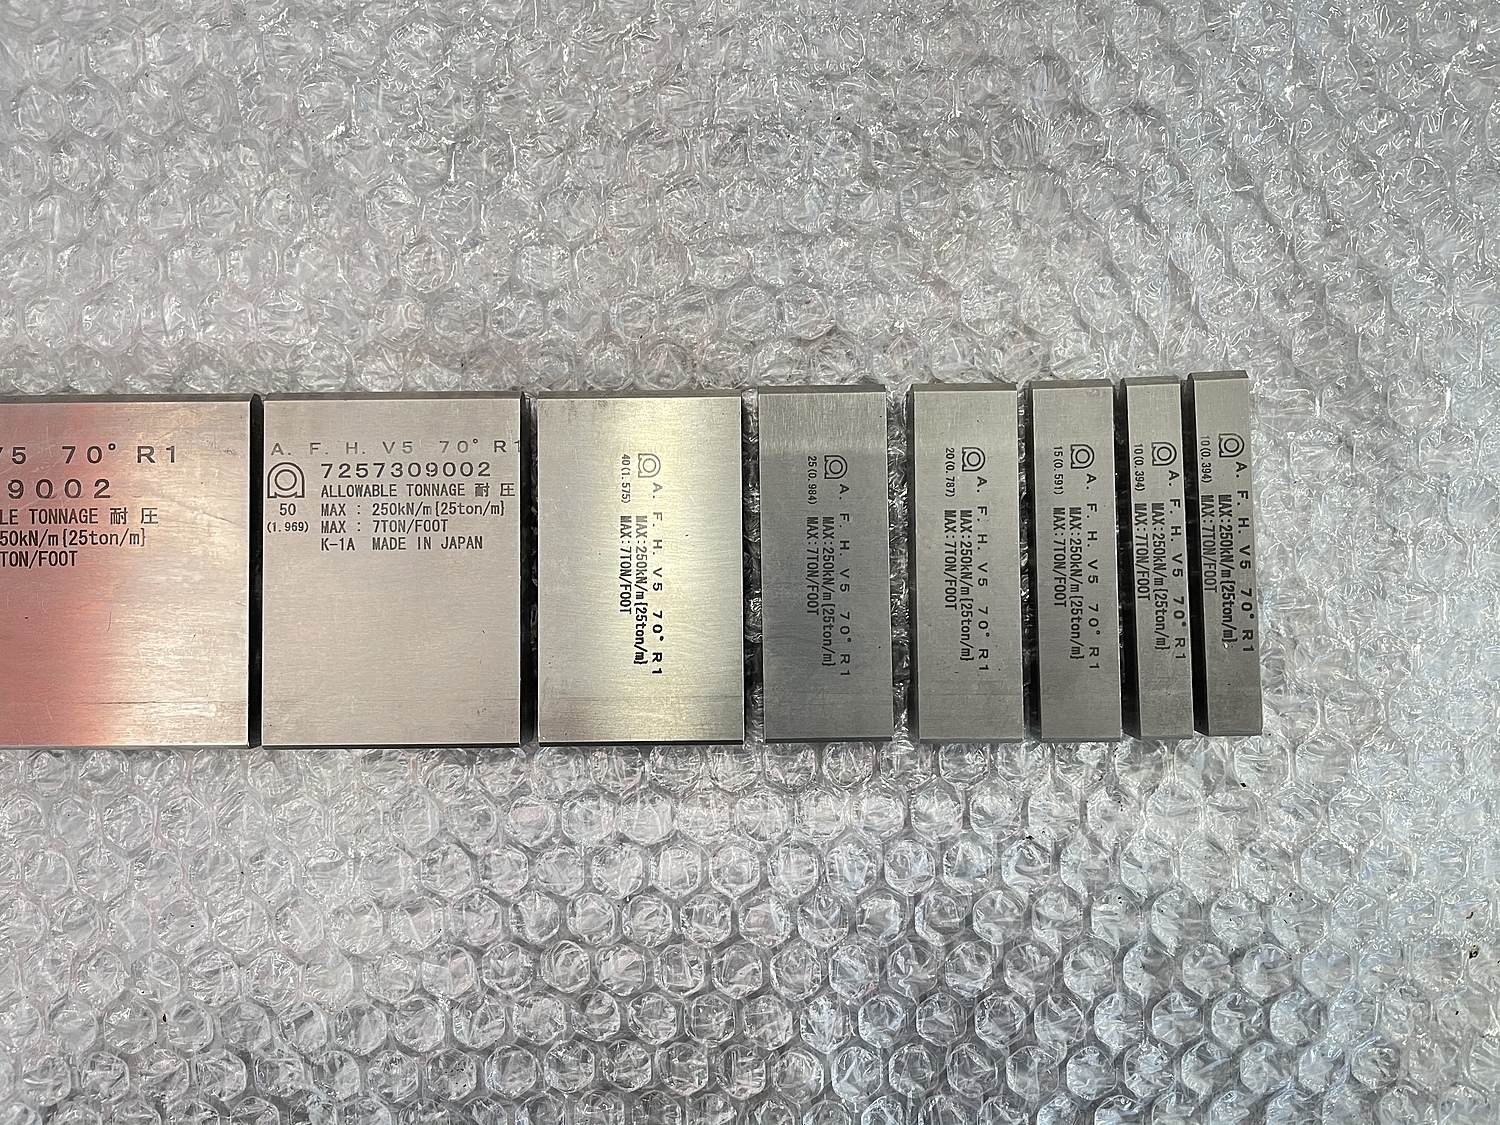 V5 70° R1
9002
LE TONNAGE 耐 圧
50kN/m{25ton/m}
TON/FOOT
A. F. H. V5 70° R1
7257309002
ALLOWABLE TONNAGE 耐 圧
50 MAX : 250kN/m{25ton/m}
(1.969) MAX : 7TON/FOOT
K-1A MADE IN JAPAN
A. F. H. V5 70° R1
MAX:250kN/m{25ton/m}
40(1.575) MAX:7TON/FOOT
A. F. H. V5 70° R1
MAX:250kN/m{25ton/m}
25(0.984) MAX:7TON/FOOT
A. F. H. V5 70° R1
MAX:250kN/m{25ton/m}
20(0.787) MAX:7TON/FOOT
A. F. H. V5 70° R1
MAX:250kN/m{25ton/m}
15(0.591) MAX:7TON/FOOT
A. F. H. V5 70° R1
MAX:250kN/m{25ton/m}
10(0.394) MAX:7TON/FOOT
A. F. H. V5 70° R1
MAX:250kN/m{25ton/m}
10(0.394) MAX:7TON/FOOT